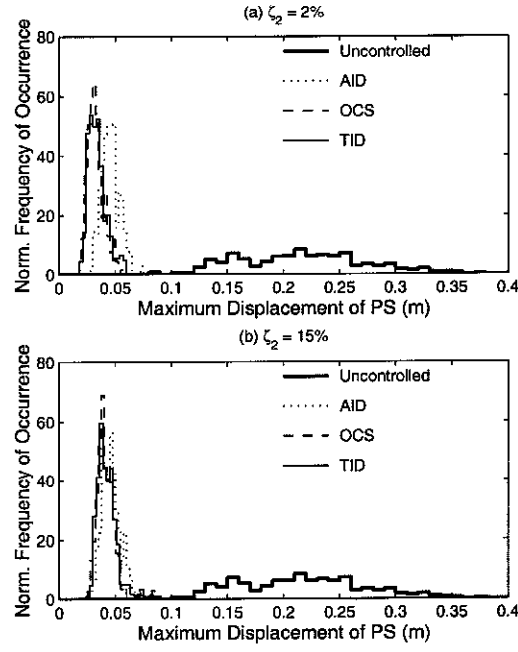 (a) ζ2 = 2%
80
60
40
20
0
Norm. Frequency of Occurrence
Uncontrolled
AID
OCS
TID
0 0.05 0.1 0.15 0.2 0.25 0.3 0.35 0.4
Maximum Displacement of PS (m)
(b) ζ2 = 15%
80
60
40
20
0
Norm. Frequency of Occurrence
Uncontrolled
AID
OCS
TID
0 0.05 0.1 0.15 0.2 0.25 0.3 0.35 0.4
Maximum Displacement of PS (m)